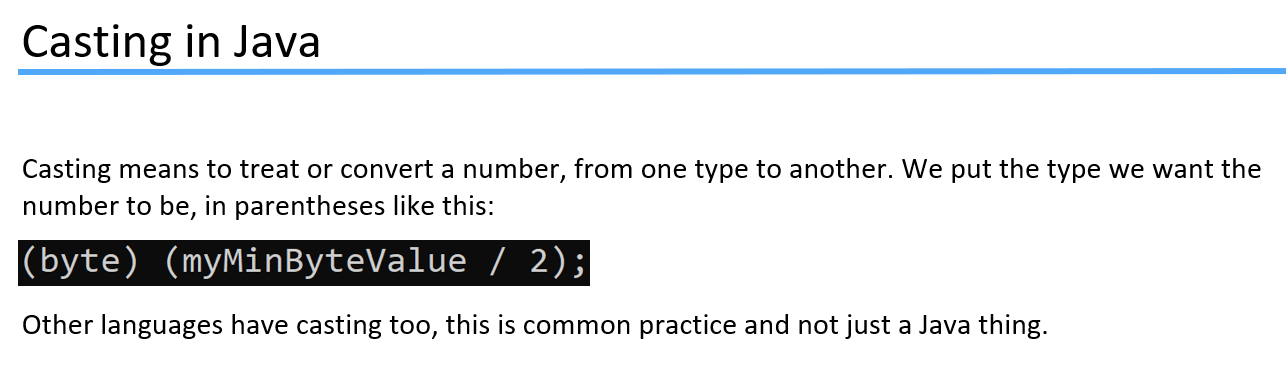 Casting in Java
Casting means to treat or convert a number, from one type to another. We put the type we want the
number to be, in parentheses like this:
(byte) (myMinByteValue / 2);
Other languages have casting too, this is common practice and not just a Java thing.